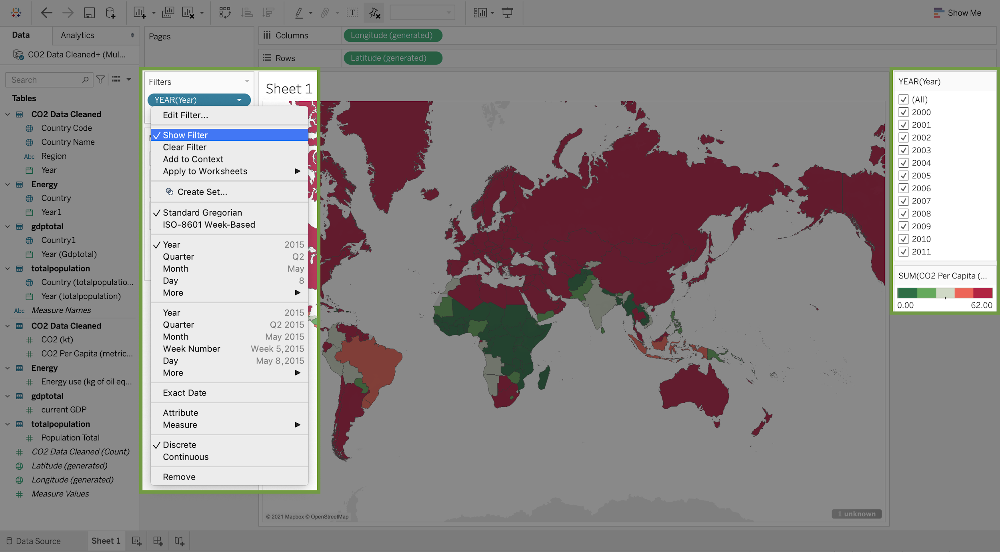 Show Me
Data
Analytics
Pages
Columns
Longitude (generated)
CO2 Data Cleaned+ (Mul...
Rows
Latitude (generated)
Search
Tables
CO2 Data Cleaned
Country Code
Country Name
Abc Region
Year
Energy
Country
Year1
gdptotal
Country1
Year (Gdptotal)
totalpopulation
Country (totalpopulatio...
Year (totalpopulation)
Abc Measure Names
CO2 Data Cleaned
CO2 (kt)
CO2 Per Capita (metric...
Energy
Energy use (kg of oil eq...
gdptotal
current GDP
totalpopulation
Population Total
CO2 Data Cleaned (Count)
Latitude (generated)
Longitude (generated)
Measure Values
Filters
YEAR(Year)
Edit Filter...
Show Filter
Clear Filter
Add to Context
Apply to Worksheets
Create Set...
Standard Gregorian
ISO-8601 Week-Based
Year 2015
Quarter Q2
Month May
Day 8
More
Year 2015
Quarter Q2 2015
Month May 2015
Week Number Week 5,2015
Day May 8,2015
More
Exact Date
Attribute
Measure
Discrete
Continuous
Remove
Sheet 1
© 2021 Mapbox © OpenStreetMap
1 unknown
YEAR(Year)
(All)
2000
2001
2002
2003
2004
2005
2006
2007
2008
2009
2010
2011
SUM(CO2 Per Capita (...
0.00 62.00
Data Source
Sheet 1